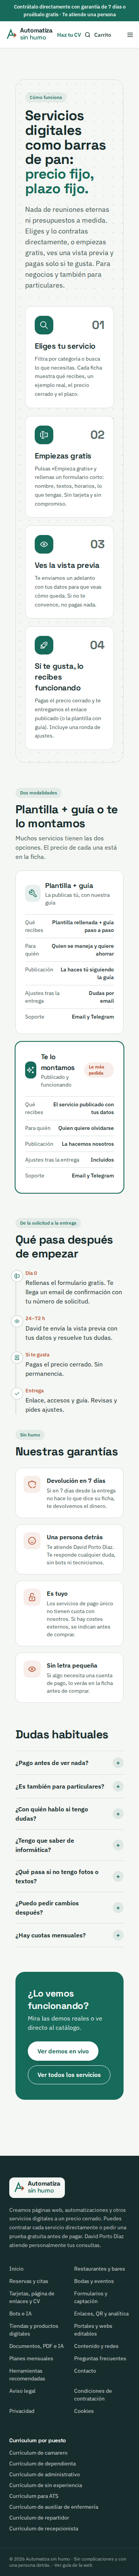 Contrólalo directamente con garantía de 7 días o
pruébalo gratis · Te atiendo una persona
Automatiza
sin humo
Haz tu CV
Carrito
Cómo funciona
Servicios
digitales
como barras
de pan:
precio fijo,
plazo fijo.
Nada de reuniones eternas
ni presupuestos a medida.
Eliges y lo contratas
directamente, o pruebas
gratis, ves una vista previa y
pagas solo si te gusta. Para
negocios y también para
particulares.
01
Eliges tu servicio
Filtra por categoría o busca
lo que necesitas. Cada ficha
muestra qué recibes, un
ejemplo real, el precio
cerrado y el plazo.
02
Empiezas gratis
Pulsas «Empieza gratis» y
rellenas un formulario corto:
nombre, textos, horarios, lo
que tengas. Sin tarjeta y sin
compromiso.
03
Ves la vista previa
Te enviamos un adelanto
con tus datos para que veas
cómo queda. Si no te
convence, no pagas nada.
04
Si te gusta, lo
recibes
funcionando
Pagas el precio cerrado y te
entregamos el enlace
publicado (o la plantilla con
guía). Incluye una ronda de
ajustes.
Dos modalidades
Plantilla + guía o te
lo montamos
Muchos servicios tienen las dos
opciones. El precio de cada una está
en la ficha.
Plantilla + guía
La publicas tú, con nuestra
guía
Qué recibes Plantilla rellenada + guía paso a paso
Para quién Quien se maneja y quiere ahorrar
Publicación La haces tú siguiendo la guía
Ajustes tras la entrega Dudas por email
Soporte Email y Telegram
Te lo
montamos
Publicado y
funcionando
Lo más pedido
Qué recibes El servicio publicado con tus datos
Para quién Quien quiere olvidarse
Publicación La hacemos nosotros
Ajustes tras la entrega Incluidos
Soporte Email y Telegram
De la solicitud a la entrega
Qué pasa después
de empezar
Día 0
Rellenas el formulario gratis. Te
llega un email de confirmación con
tu número de solicitud.
24–72 h
David te envía la vista previa con
tus datos y resuelve tus dudas.
Si te gusta
Pagas el precio cerrado. Sin
permanencia.
Entrega
Enlace, accesos y guía. Revisas y
pides ajustes.
Sin humo
Nuestras garantías
Devolución en 7 días
Si en 7 días desde la entrega
no hace lo que dice su ficha,
te devolvemos el dinero.
Una persona detrás
Te atiende David Porto Díaz.
Te responde cualquier duda,
sin bots ni tecnicismos.
Es tuyo
Los servicios de pago único
no tienen cuota con
nosotros. Si hay costes
externos, se indican antes
de comprar.
Sin letra pequeña
Si algo necesita una cuenta
de pago, lo verás en la ficha
antes de comprar.
Dudas habituales
¿Pago antes de ver nada?
¿Es también para particulares?
¿Con quién hablo si tengo
dudas?
¿Tengo que saber de
informática?
¿Qué pasa si no tengo fotos o
textos?
¿Puedo pedir cambios
después?
¿Hay cuotas mensuales?
¿Lo vemos
funcionando?
Mira demos reales o ve
directo al catálogo.
Ver demos en vivo
Ver todos los servicios
Automatiza
sin humo
Creamos páginas web, automatizaciones y otros
servicios digitales a un precio cerrado. Puedes
contratar cada servicio directamente o pedir una
prueba gratuita antes de pagar. David Porto Díaz
atiende personalmente tus consultas.
Inicio
Restaurantes y bares
Reservas y citas
Bodas y eventos
Tarjetas, página de
enlaces y CV
Formularios y
captación
Bots e IA
Enlaces, QR y analítica
Tienda y productos
digitales
Portales y webs
editables
Documentos, PDF e IA
Contenido y redes
Planes mensuales
Preguntas frecuentes
Herramientas
recomendadas
Contacto
Aviso legal
Condiciones de
contratación
Privacidad
Cookies
Currículum por puesto
Currículum de camarero
Currículum de dependienta
Currículum de administrativo
Currículum de sin experiencia
Currículum para ATS
Currículum de auxiliar de enfermería
Currículum de repartidor
Currículum de recepcionista
© 2026 Automatiza sin humo · Sin complicaciones y con
una persona detrás. · Ver guía de la web